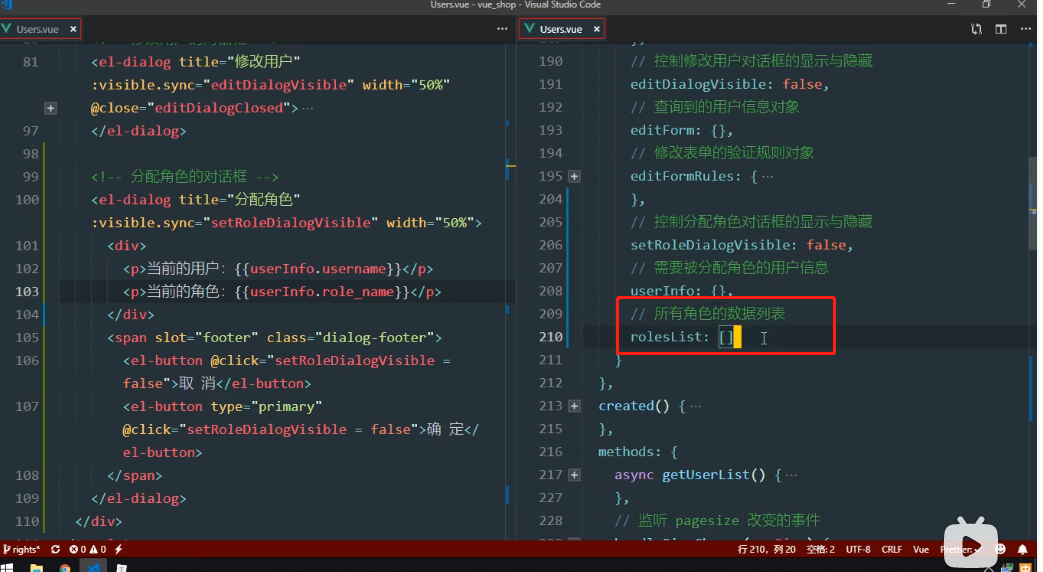 Users.vue - vue_shop - Visual Studio Code
Users.vue ×
81 <el-dialog title="修改用户"
:visible.sync="editDialogVisible" width="50%"
@close="editDialogClosed">…
97 </el-dialog>
98
99 <!-- 分配角色的对话框 -->
100 <el-dialog title="分配角色"
:visible.sync="setRoleDialogVisible" width="50%">
101 <div>
102 <p>当前的用户：{{userInfo.username}}</p>
103 <p>当前的角色：{{userInfo.role_name}}</p>
104 </div>
105 <span slot="footer" class="dialog-footer">
106 <el-button @click="setRoleDialogVisible =
false">取 消</el-button>
107 <el-button type="primary"
@click="setRoleDialogVisible = false">确 定</
el-button>
108 </span>
109 </el-dialog>
110 </div>
Users.vue ×
190 // 控制修改用户对话框的显示与隐藏
191 editDialogVisible: false,
192 // 查询到的用户信息对象
193 editForm: {},
194 // 修改表单的验证规则对象
195 editFormRules: {…
204 },
205 // 控制分配角色对话框的显示与隐藏
206 setRoleDialogVisible: false,
207 // 需要被分配角色的用户信息
208 userInfo: {},
209 // 所有角色的数据列表
210 rolesList: []
211 }
212 },
213 created() {…
215 },
216 methods: {
217 async getUserList() {…
227 },
228 // 监听 pagesize 改变的事件
rights* 0 0 行 210，列 20 空格: 2 UTF-8 CRLF Vue Prettier: ✓